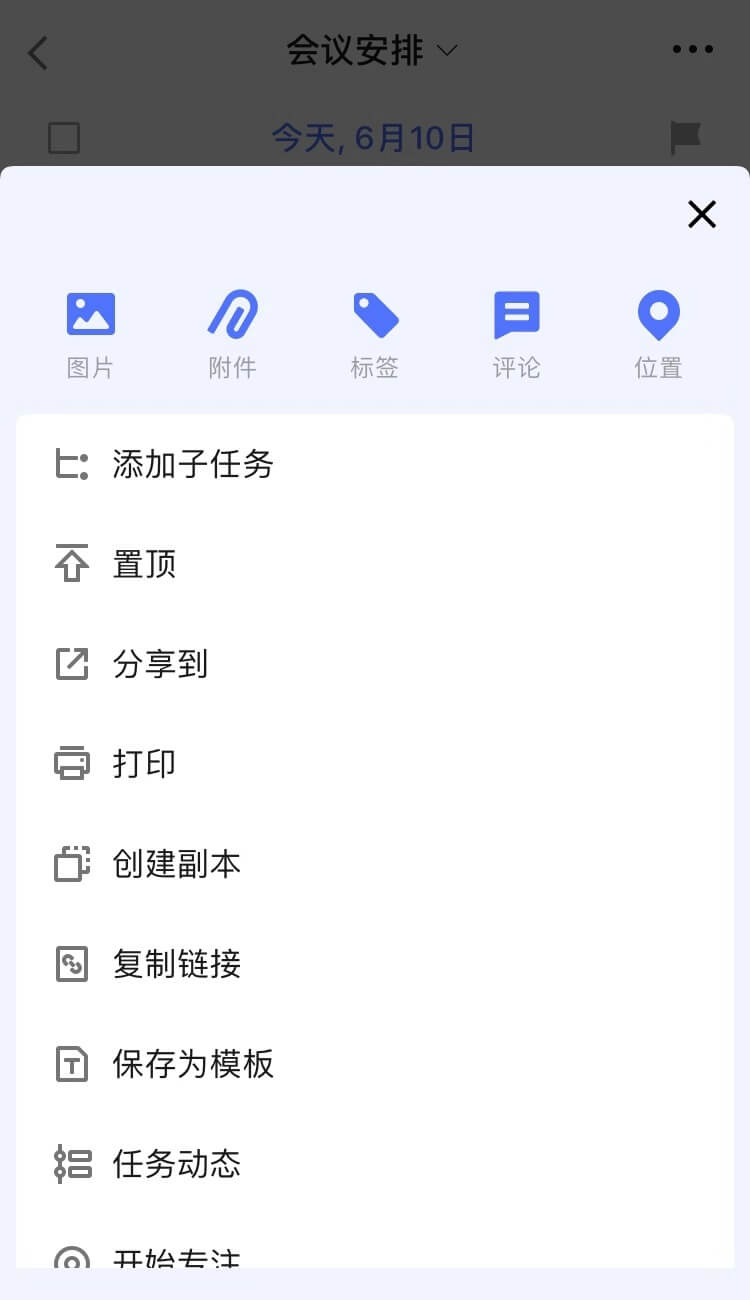 会议安排
今天, 6月10日
图片 附件 标签 评论 位置
添加子任务
置顶
分享到
打印
创建副本
复制链接
保存为模板
任务动态
开始专注